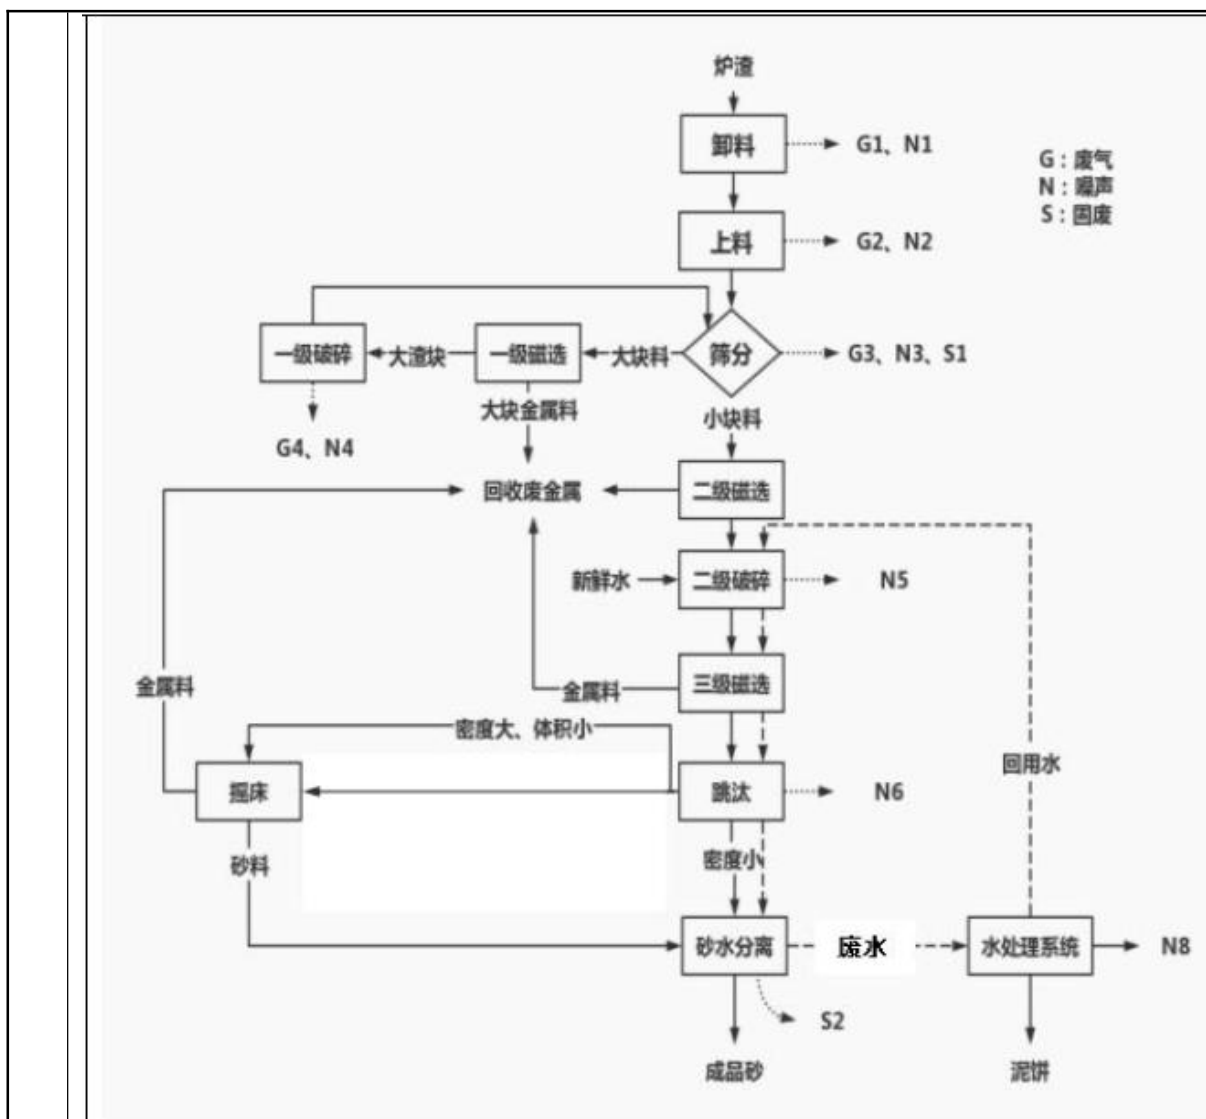 炉渣
卸料
G1、N1
G：废气
N：噪声
S：固废
上料
G2、N2
一级破碎
大渣块
一级磁选
大块料
筛分
G3、N3、S1
大块金属料
小块料
G4、N4
回收废金属
二级磁选
新鲜水
二级破碎
N5
金属料
金属料
三级磁选
密度大、体积小
回用水
摇床
跳汰
N6
砂料
密度小
砂水分离
废水
水处理系统
N8
S2
成品砂
泥饼